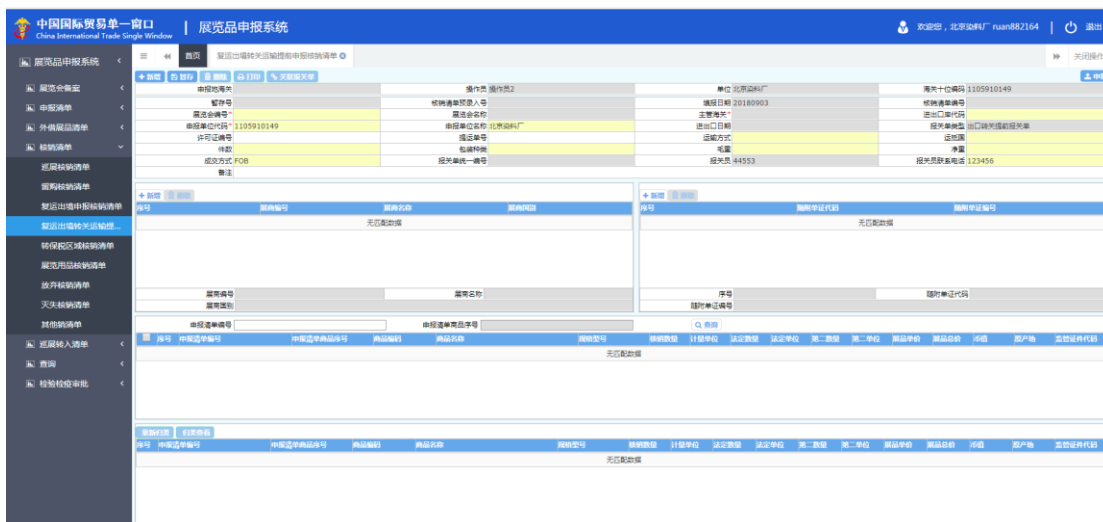 中国国际贸易单一窗口 | 展览品申报系统
China International Trade Single Window
欢迎您，北京染料厂 ruan882164 | 退出
展览品申报系统
首页 复运出境转关运输提前申报核销清单 关闭操作
+新增 暂存 删除 打印 关联报关单
申报地海关 操作员 操作员2 单位 北京染料厂 海关十位编码 1105910149
暂存号 核销清单预录入号 填报日期 20180903 核销清单编号
展览会编号* 展览会名称 主管海关* 进出口岸代码
申报单位代码* 1105910149 申报单位名称 北京染料厂 进出口日期 报关单类型 出口转关提前报关单
许可证编号 提运单号 运输方式 运抵国
件数 包装种类 毛重 净重
成交方式 FOB 报关单统一编号 报关员 44553 报关员联系电话 123456
备注
展览会备案
申报清单
外借展品清单
核销清单
巡展核销清单
留购核销清单
复运出境申报核销清单
复运出境转关运输提...
转保税区域核销清单
展览用品核销清单
放弃核销清单
灭失核销清单
其他销清单
巡展转入清单
查询
检验检疫审批
+新增 删除
序号 展商编号 展商名称 展商国别
无匹配数据
展商编号 展商名称
展商国别
+新增 删除
序号 随附单证代码 随附单证编号
无匹配数据
序号 随附单证代码
随附单证编号
申报清单编号 申报清单商品序号 查询
序号 申报清单编号 申报清单商品序号 商品编码 商品名称 规格型号 核销数量 计量单位 法定数量 法定单位 第二数量 第二单位 展品单价 展品总价 币值 原产地 监管证件代码
无匹配数据
重新归类 归类查看
序号 申报清单编号 申报清单商品序号 商品编码 商品名称 规格型号 核销数量 计量单位 法定数量 法定单位 第二数量 第二单位 展品单价 展品总价 币值 原产地 监管证件代码
无匹配数据